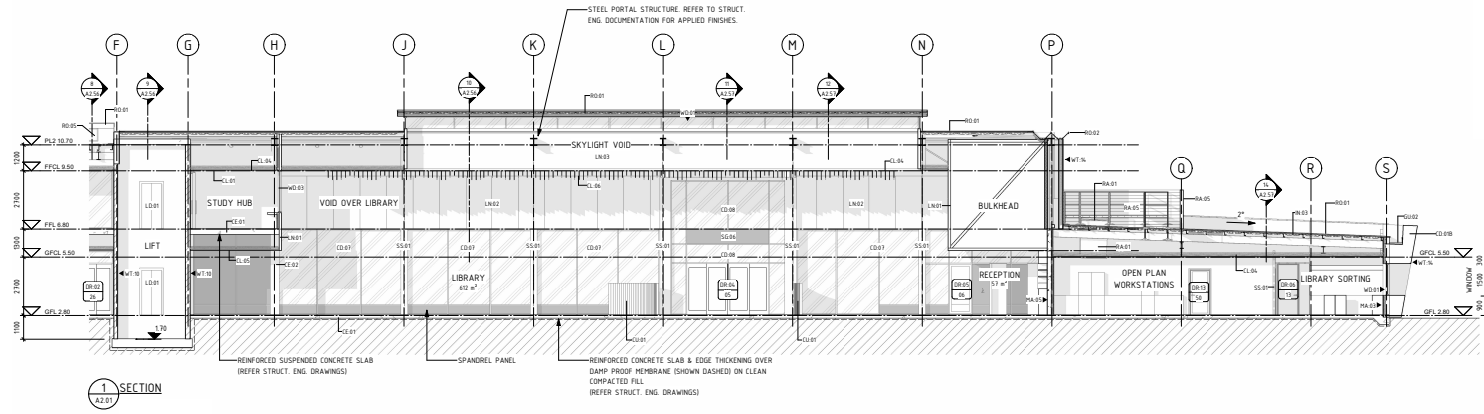 STEEL PORTAL STRUCTURE. REFER TO STRUCT.
ENG. DOCUMENTATION FOR APPLIED FINISHES.
F G H J K L M N P
8 A2.56
9 A2.56
10 A2.56
11 A2.57
12 A2.57
RO:01
RO:01
RO:05
WD:01
RO:01
RO:02
PL2 10.70
SKYLIGHT VOID
LN:03
WT:14
1200
FFCL 9.50
CL:04
CL:04
CL:01
CL:06
Q R S
14 A2.57
RA:01
RA:05
RA:05
2700
LD:01
STUDY HUB
WD:03
VOID OVER LIBRARY
LN:02
CD:08
LN:02
LN:01
BULKHEAD
2°
IN:03
RO:01
GU:02
CD:01B
FFL 6.80
CE:01
1300
LIFT
LN:01
CD:07
SS:01
CD:07
SS:01
CD:07
SS:01
SG:06
SS:01
CD:07
SS:01
RA:01
GFCL 5.50
CL:05
CD:08
GFCL 5.50
CL:04
WT:14
300
WT:10
WT:10
CE:02
LIBRARY
612 m²
RECEPTION
57 m²
OPEN PLAN
WORKSTATIONS
LIBRARY SORTING
LD:01
DR:02 26
DR:04 05
DR:05 06
DR:13 50
SS:01
DR:06 13
WD:01
1500
WINDOW
2700
MA:05
MA:03
900
GFL 2.80
GFL 2.80
1100
1.70
CE:01
CU:01
CU:01
REINFORCED SUSPENDED CONCRETE SLAB
(REFER STRUCT. ENG. DRAWINGS)
SPANDREL PANEL
REINFORCED CONCRETE SLAB & EDGE THICKENING OVER
DAMP PROOF MEMBRANE (SHOWN DASHED) ON CLEAN
COMPACTED FILL
(REFER STRUCT. ENG. DRAWINGS)
1 SECTION
A2.01